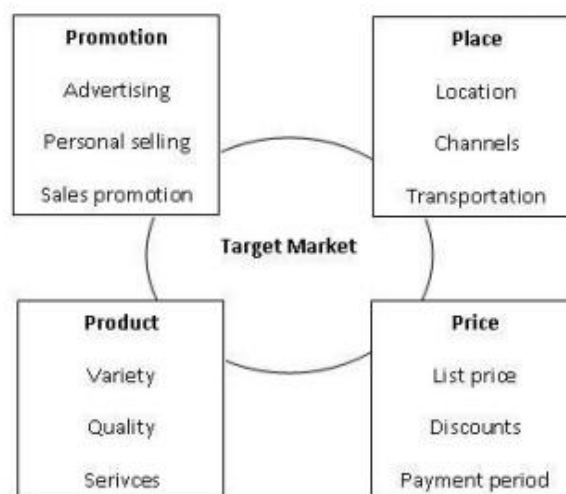 Promotion
Advertising
Personal selling
Sales promotion
Place
Location
Channels
Transportation
Target Market
Product
Variety
Quality
Serivces
Price
List price
Discounts
Payment period